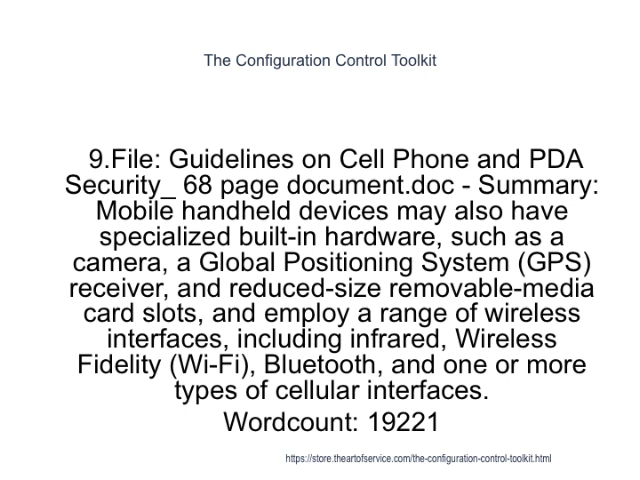 The Configuration Control Toolkit
9.File: Guidelines on Cell Phone and PDA
Security_ 68 page document.doc - Summary:
Mobile handheld devices may also have
specialized built-in hardware, such as a
camera, a Global Positioning System (GPS)
receiver, and reduced-size removable-media
card slots, and employ a range of wireless
interfaces, including infrared, Wireless
Fidelity (Wi-Fi), Bluetooth, and one or more
types of cellular interfaces.
Wordcount: 19221
https://store.theartofservice.com/the-configuration-control-toolkit.html